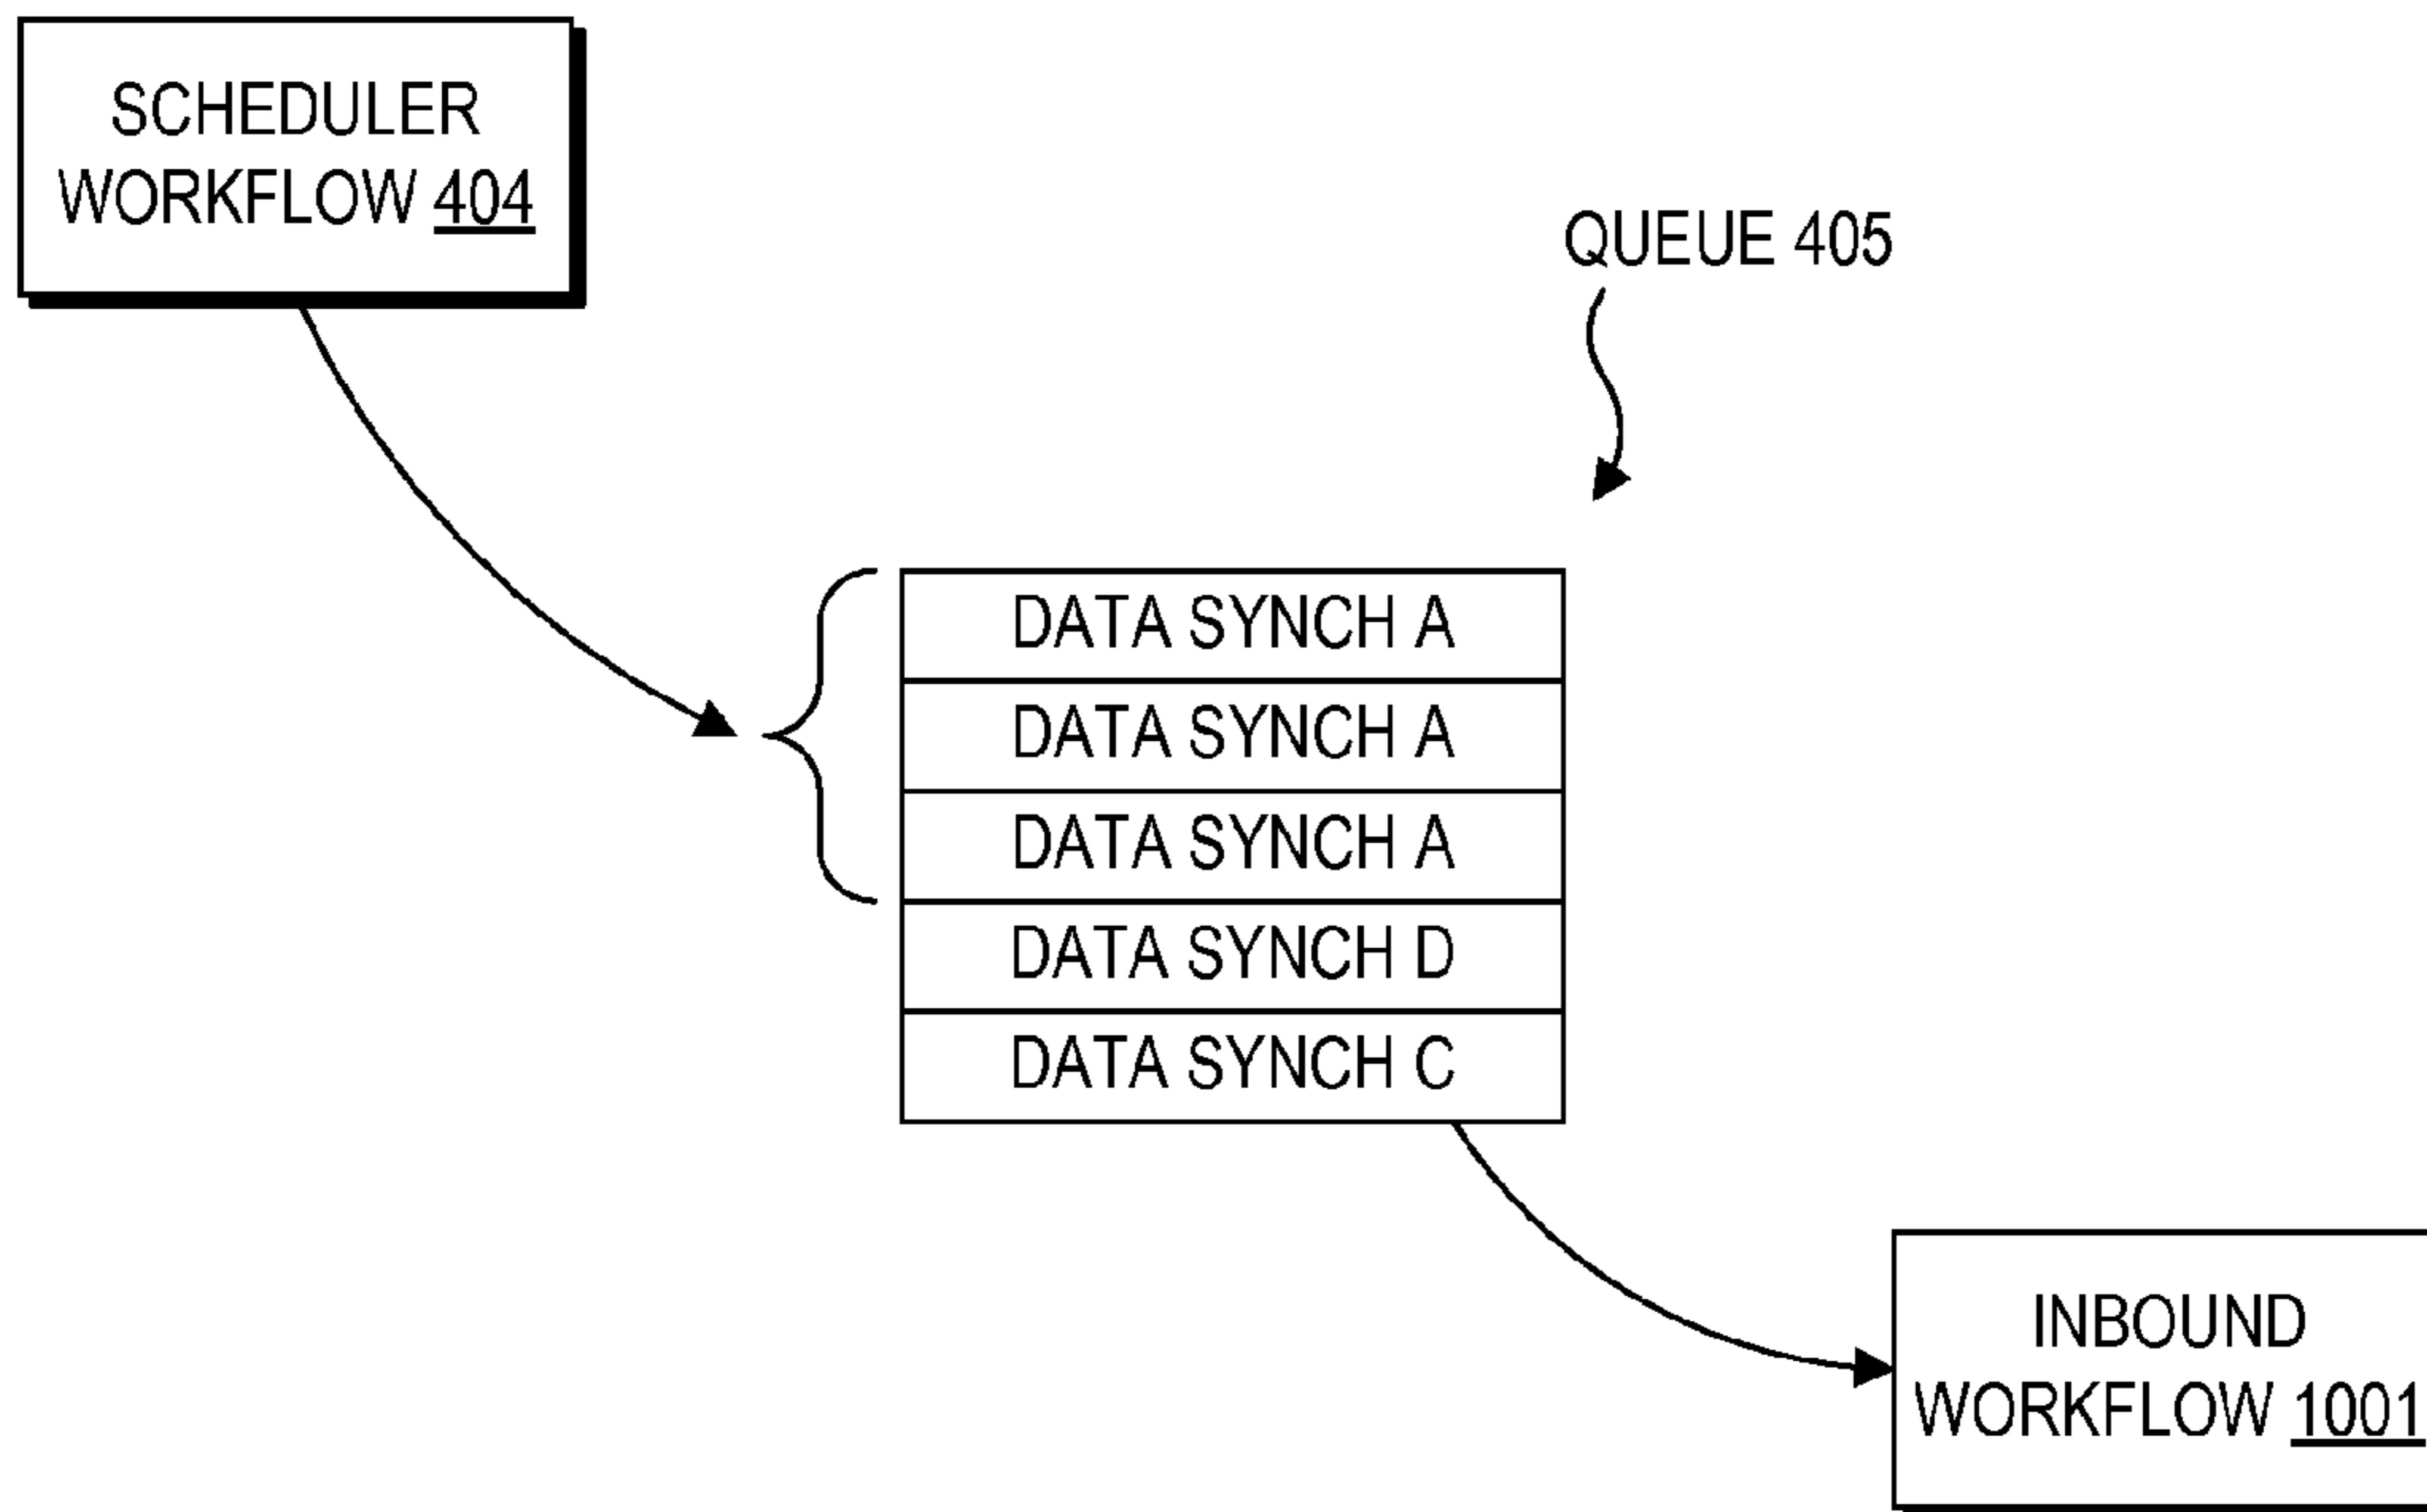 SCHEDULER
WORKFLOW 404
QUEUE 405
DATA SYNCH A
DATA SYNCH A
DATA SYNCH A
DATA SYNCH D
DATA SYNCH C
INBOUND
WORKFLOW 1001